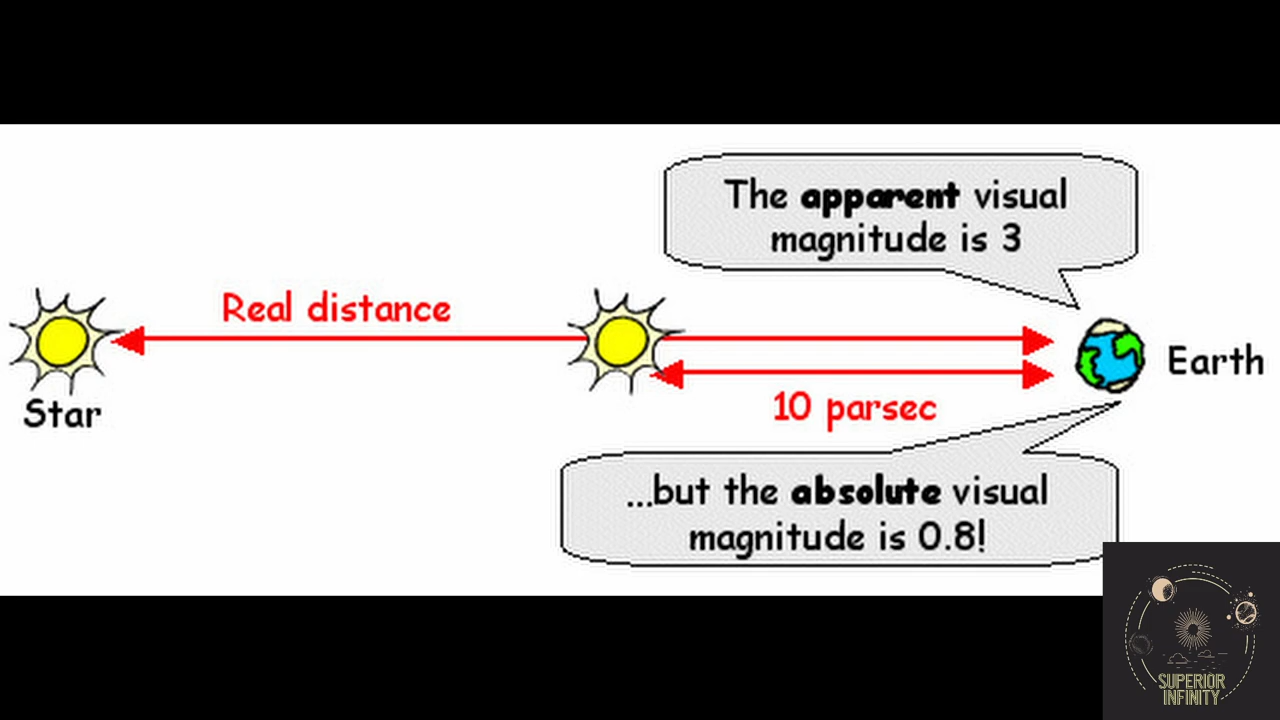 The apparent visual
magnitude is 3
Real distance
Star
Earth
10 parsec
...but the absolute visual
magnitude is 0.8!
SUPERIOR
INFINITY